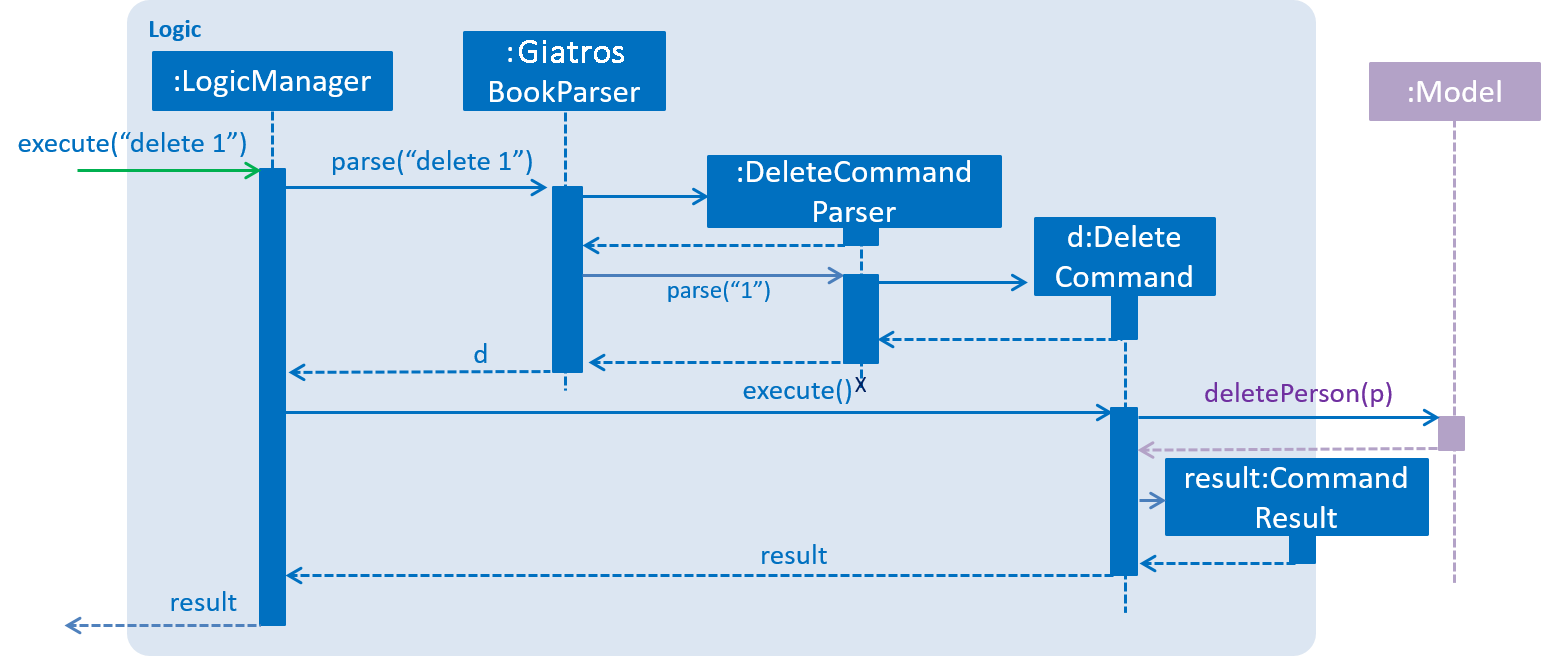 Logic
:LogicManager
:Giatros
BookParser
:Model
execute(“delete 1”)
parse(“delete 1”)
:DeleteCommand
Parser
d:Delete
Command
parse(“1”)
d
execute()
X
deletePerson(p)
result:Command
Result
result
result